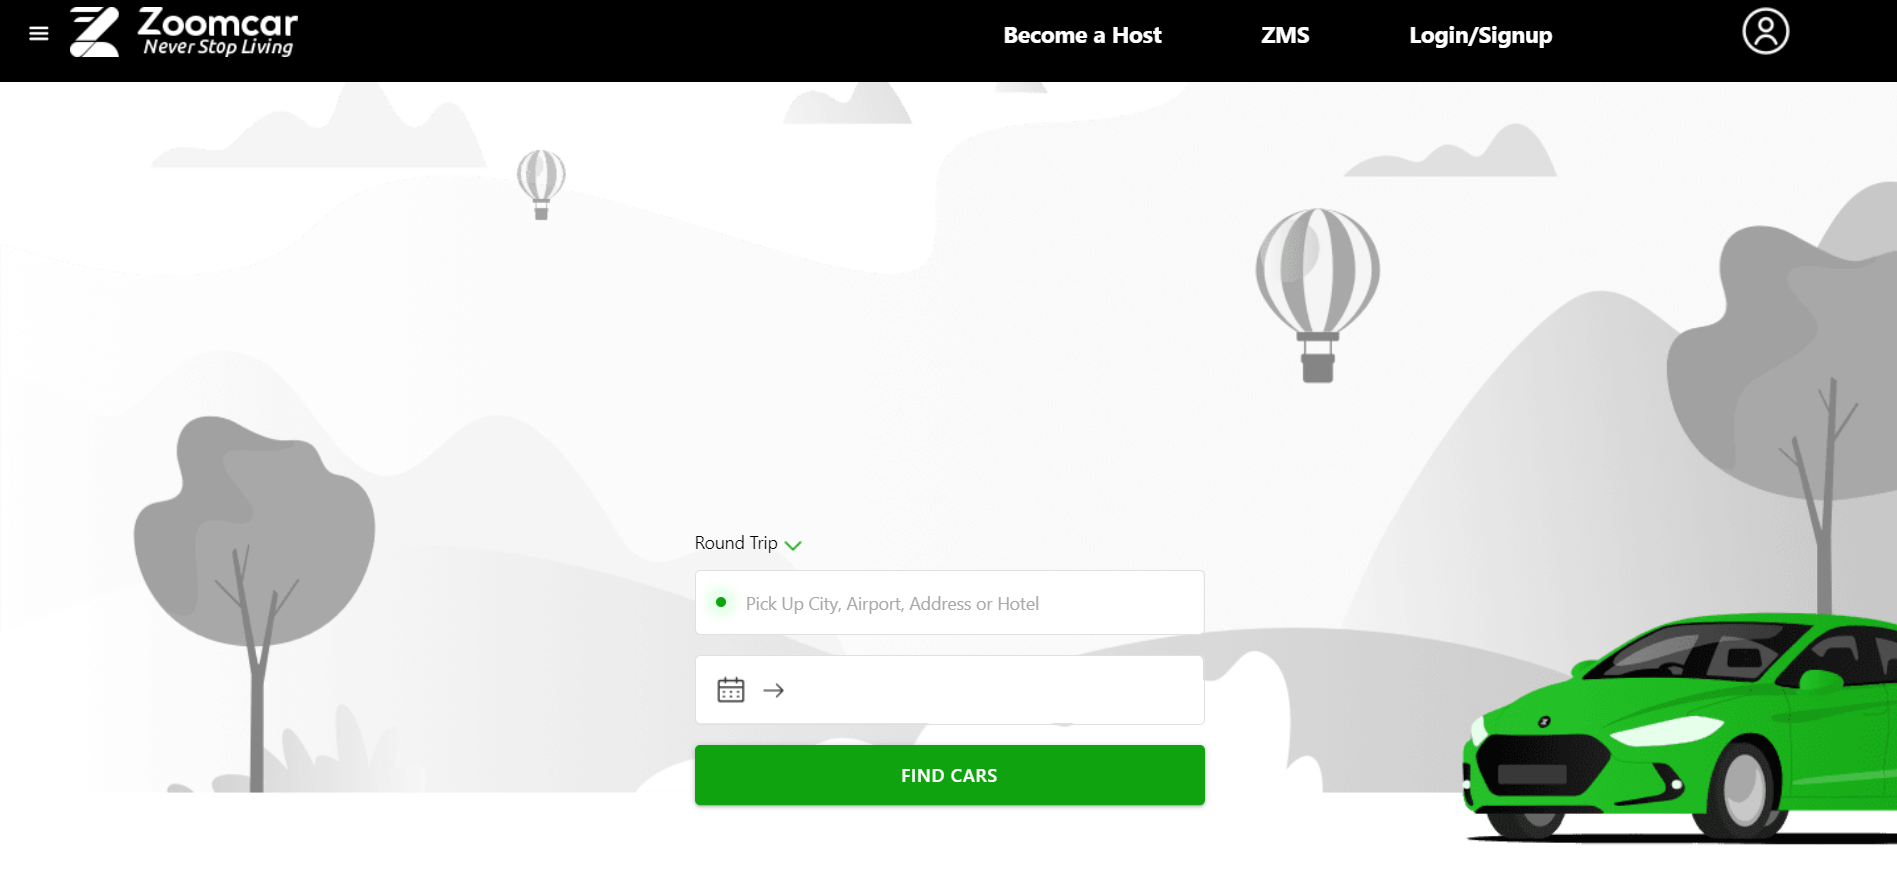 Zoomcar
Never Stop Living
Become a Host
ZMS
Login/Signup
Round Trip
Pick Up City, Airport, Address or Hotel
FIND CARS